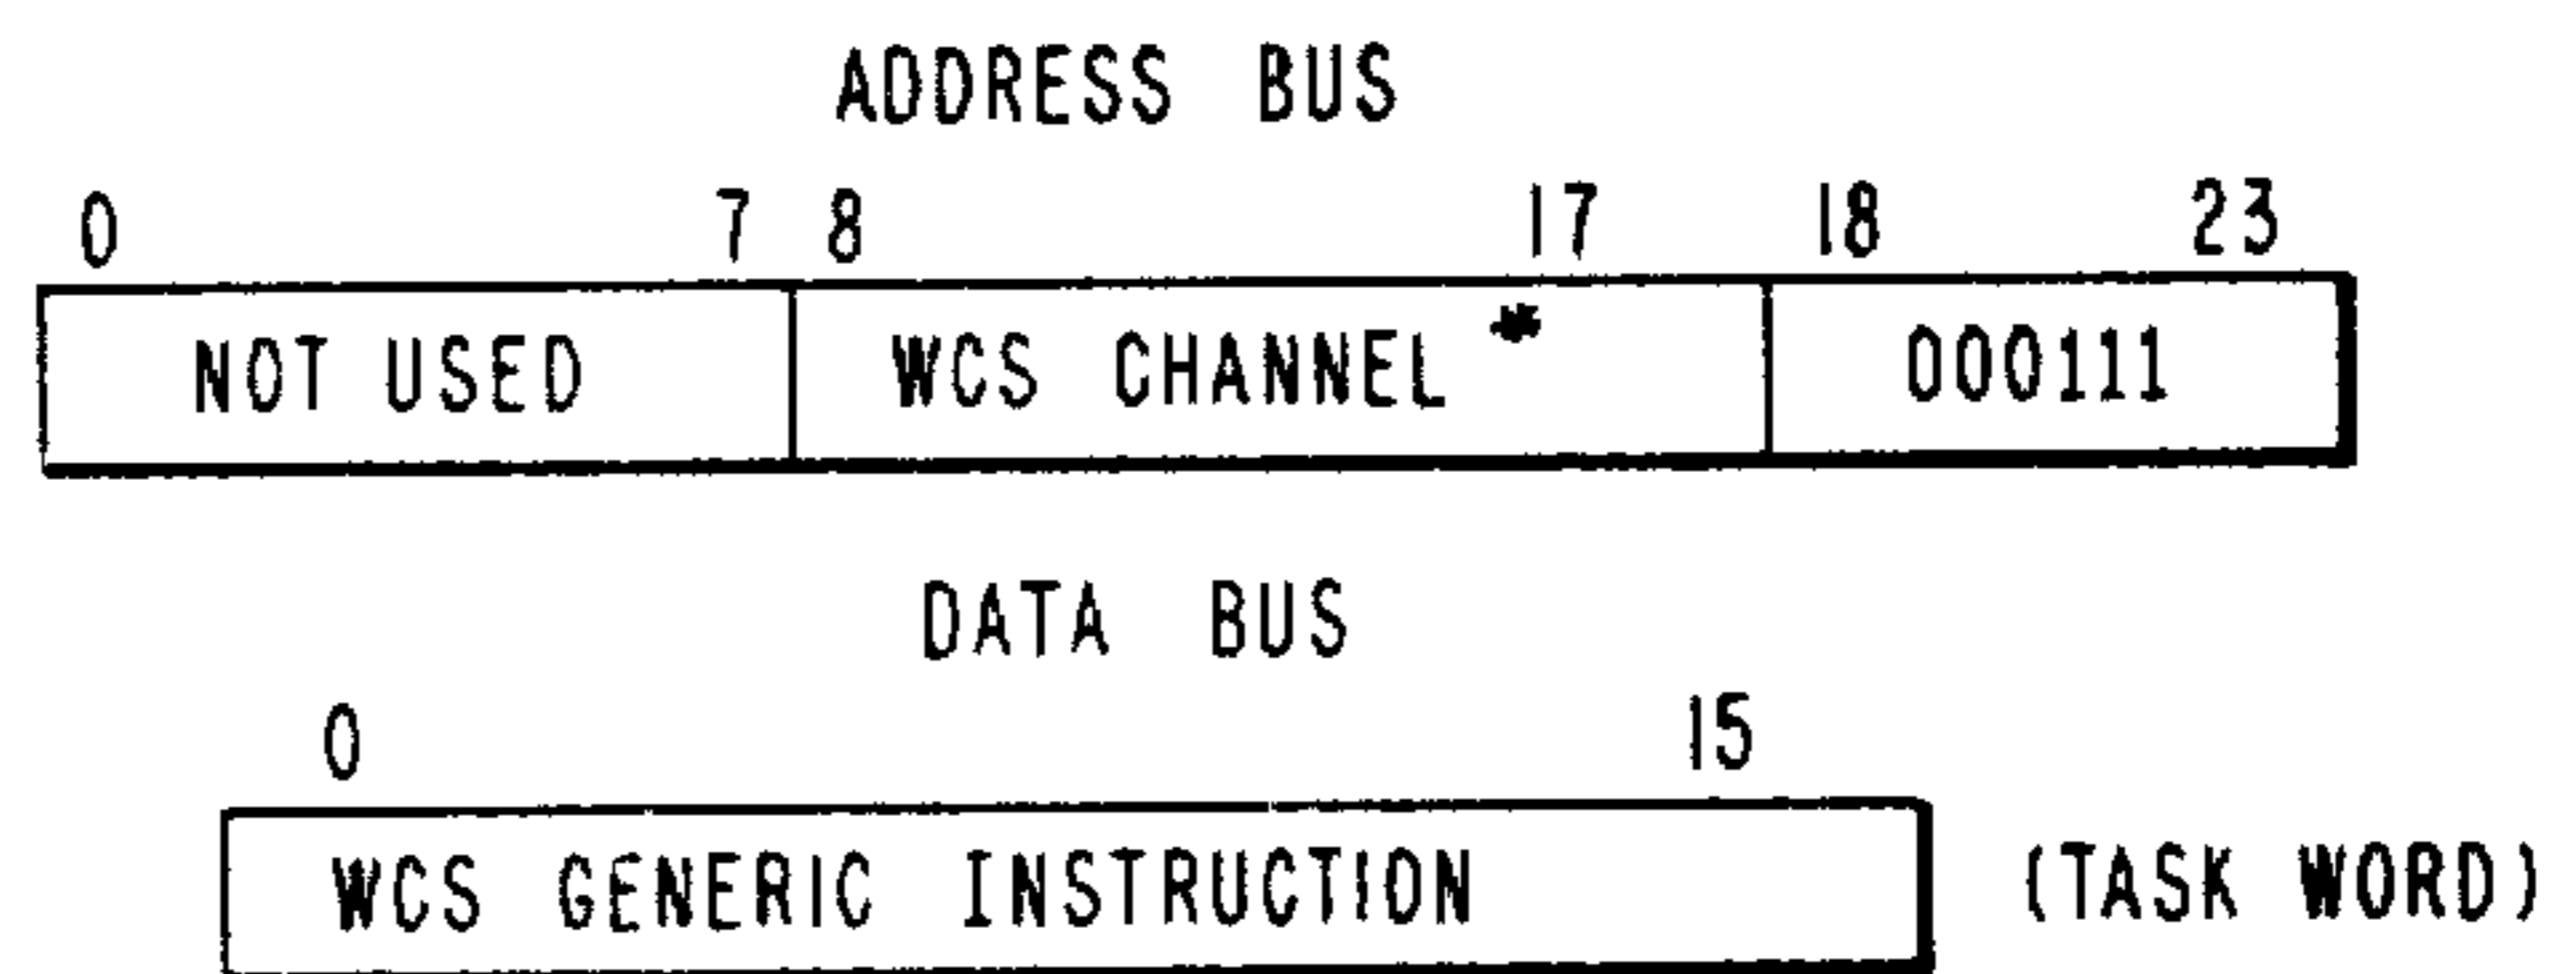 ADDRESS BUS
0 7 8 17 18 23
NOT USED WCS CHANNEL * 000111
DATA BUS
0 15
WCS GENERIC INSTRUCTION (TASK WORD)